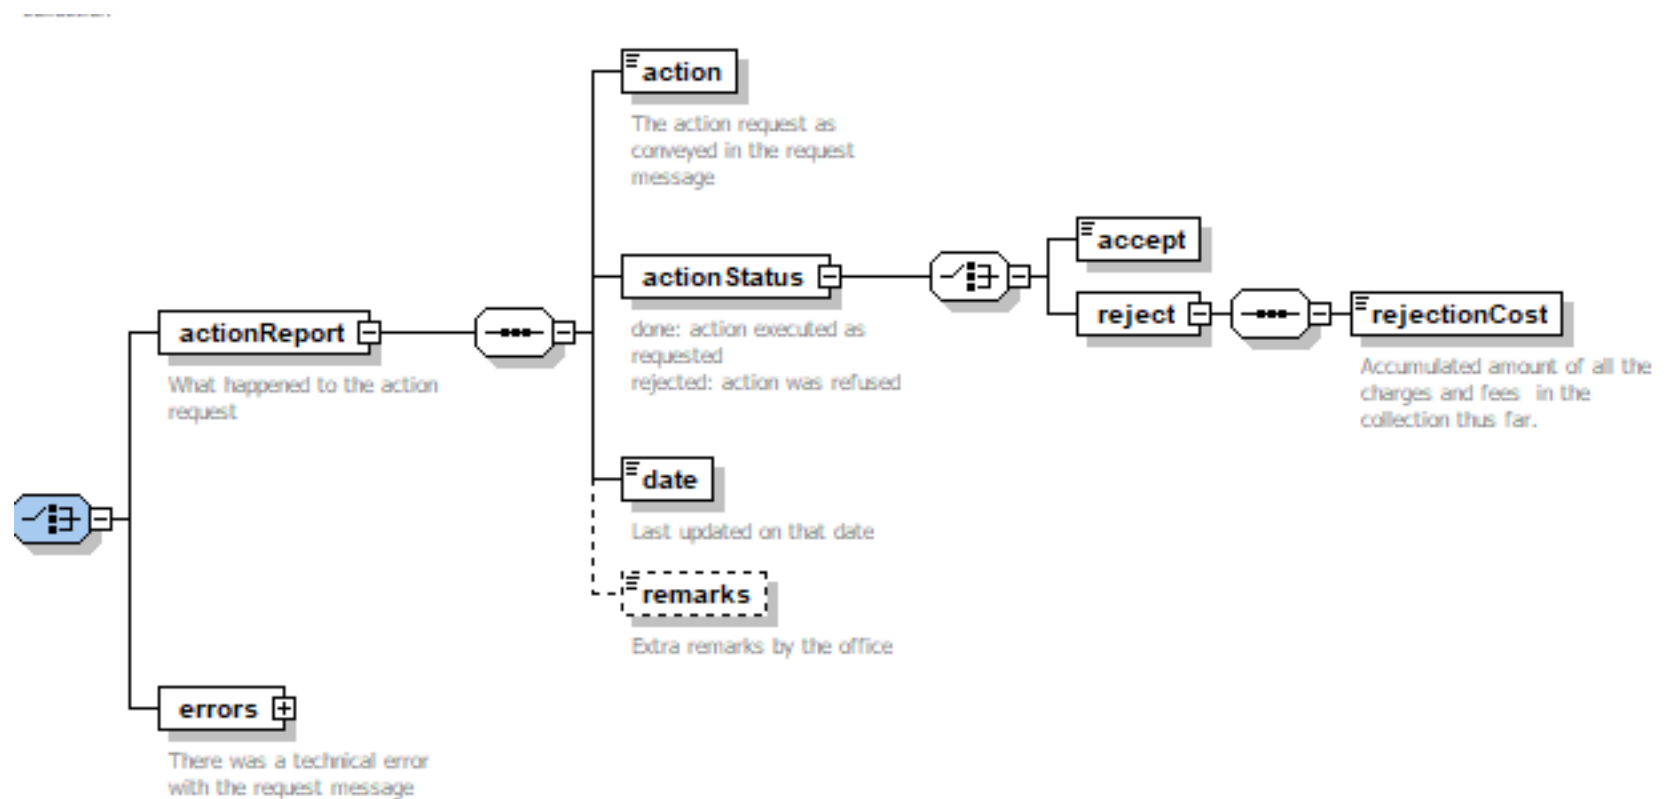 action
The action request as
conveyed in the request
message
accept
actionStatus
reject
rejectionCost
done: action executed as
requested
rejected: action was refused
actionReport
What happened to the action
request
Accumulated amount of all the
charges and fees in the
collection thus far.
date
Last updated on that date
remarks
Extra remarks by the office
errors
There was a technical error
with the request message